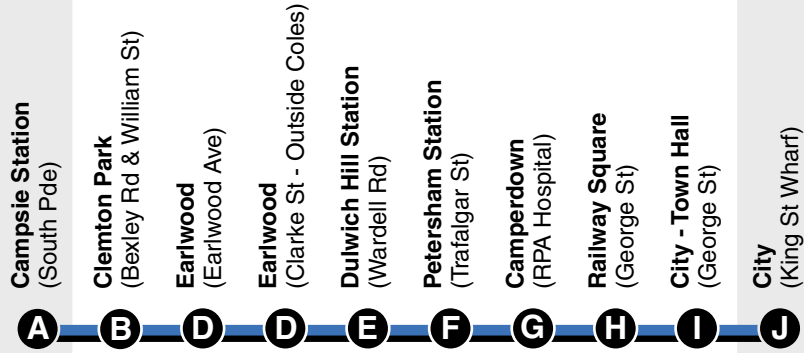 Campsie Station
(South Pde)
Clemton Park
(Bexley Rd & William St)
Earlwood
(Earlwood Ave)
Earlwood
(Clarke St - Outside Coles)
Dulwich Hill Station
(Wardell Rd)
Petersham Station
(Trafalgar St)
Camperdown
(RPA Hospital)
Railway Square
(George St)
City - Town Hall
(George St)
City
(King St Wharf)
A B D D E F G H I J